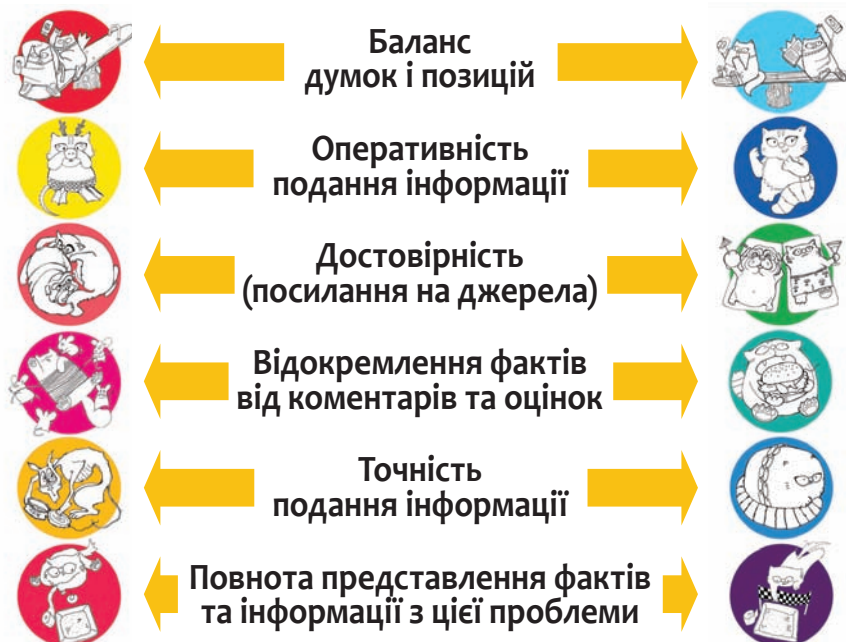 Баланс
думок і позицій
Оперативність
подання інформації
Достовірність
(посилання на джерела)
Відокремлення фактів
від коментарів та оцінок
Точність
подання інформації
Повнота представлення фактів
та інформації з цієї проблеми